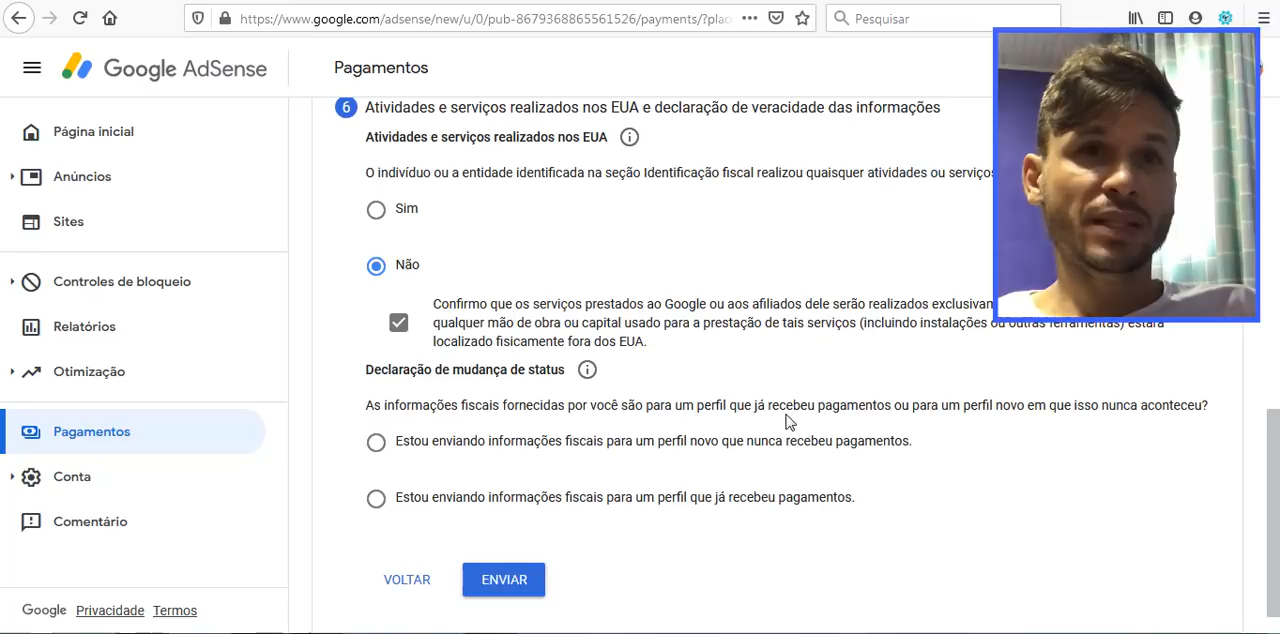 https://www.google.com/adsense/new/u/0/pub-8679368865561526/payments/?plac
Pesquisar
Google AdSense
Pagamentos
Página inicial
Anúncios
Sites
Controles de bloqueio
Relatórios
Otimização
Pagamentos
Conta
Comentário
Google Privacidade Termos
6 Atividades e serviços realizados nos EUA e declaração de veracidade das informações
Atividades e serviços realizados nos EUA
O indivíduo ou a entidade identificada na seção Identificação fiscal realizou quaisquer atividades ou serviços
Sim
Não
Confirmo que os serviços prestados ao Google ou aos afiliados dele serão realizados
qualquer mão de obra ou capital usado para a prestação de tais serviços (incluindo instalações ou outras ferramentas) estará
localizado fisicamente fora dos EUA.
Declaração de mudança de status
As informações fiscais fornecidas por você são para um perfil que já recebeu pagamentos ou para um perfil novo em que isso nunca aconteceu?
Estou enviando informações fiscais para um perfil novo que nunca recebeu pagamentos.
Estou enviando informações fiscais para um perfil que já recebeu pagamentos.
VOLTAR
ENVIAR